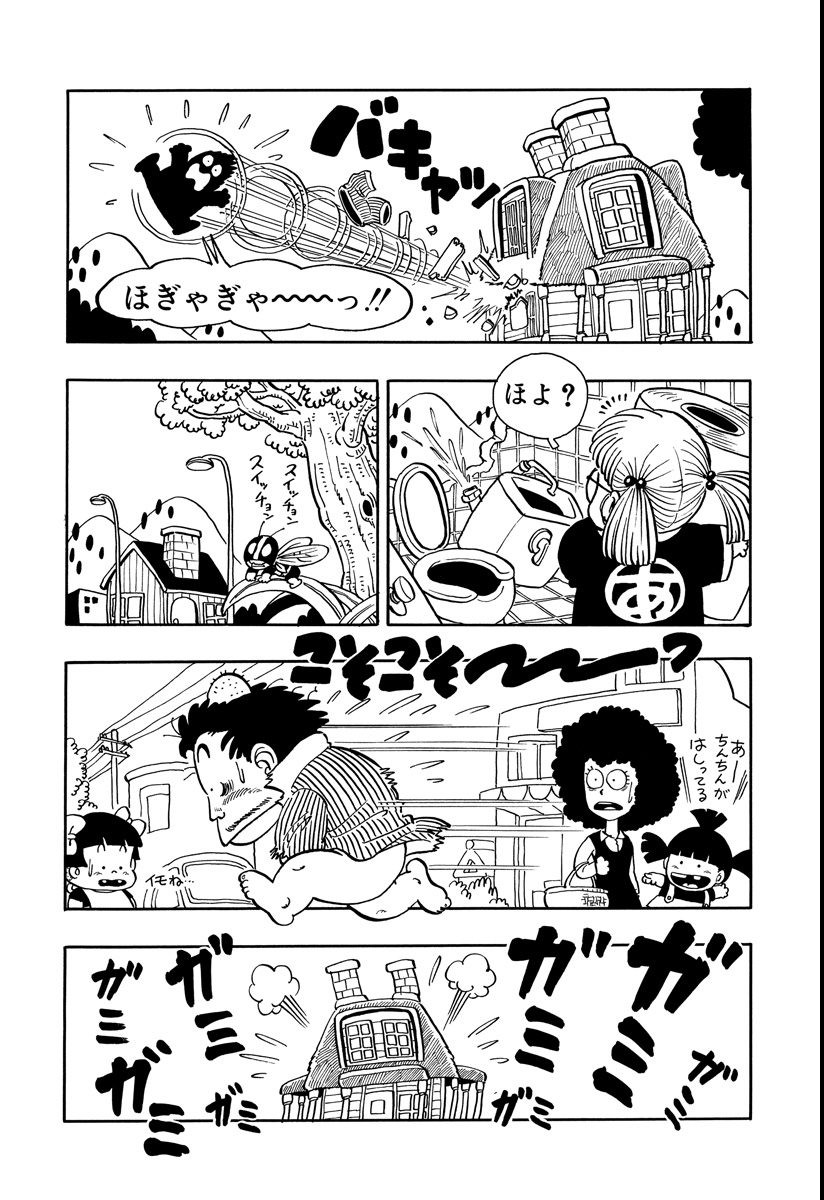 バキャッ
ほぎゃぎゃ〜〜〜っ!!
ほよ?
あ
スイッチョン
スイッチョン
こそこそ〜〜〜っ
あー
ちんちんが
はしってる
イモね…
ガミ
ガミ
ガミ
ガミ
ガミ
ガミ
ガミ
ガミ